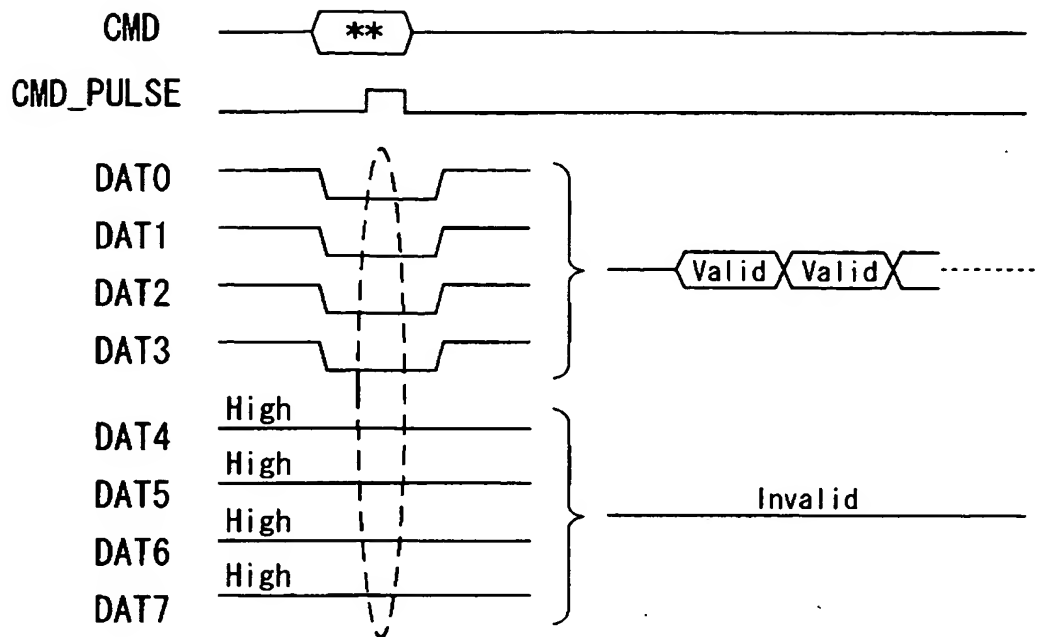 CMD
**
CMD_PULSE
DAT0
DAT1
DAT2
Valid Valid
DAT3
High
DAT4
High
DAT5
Invalid
High
DAT6
High
DAT7